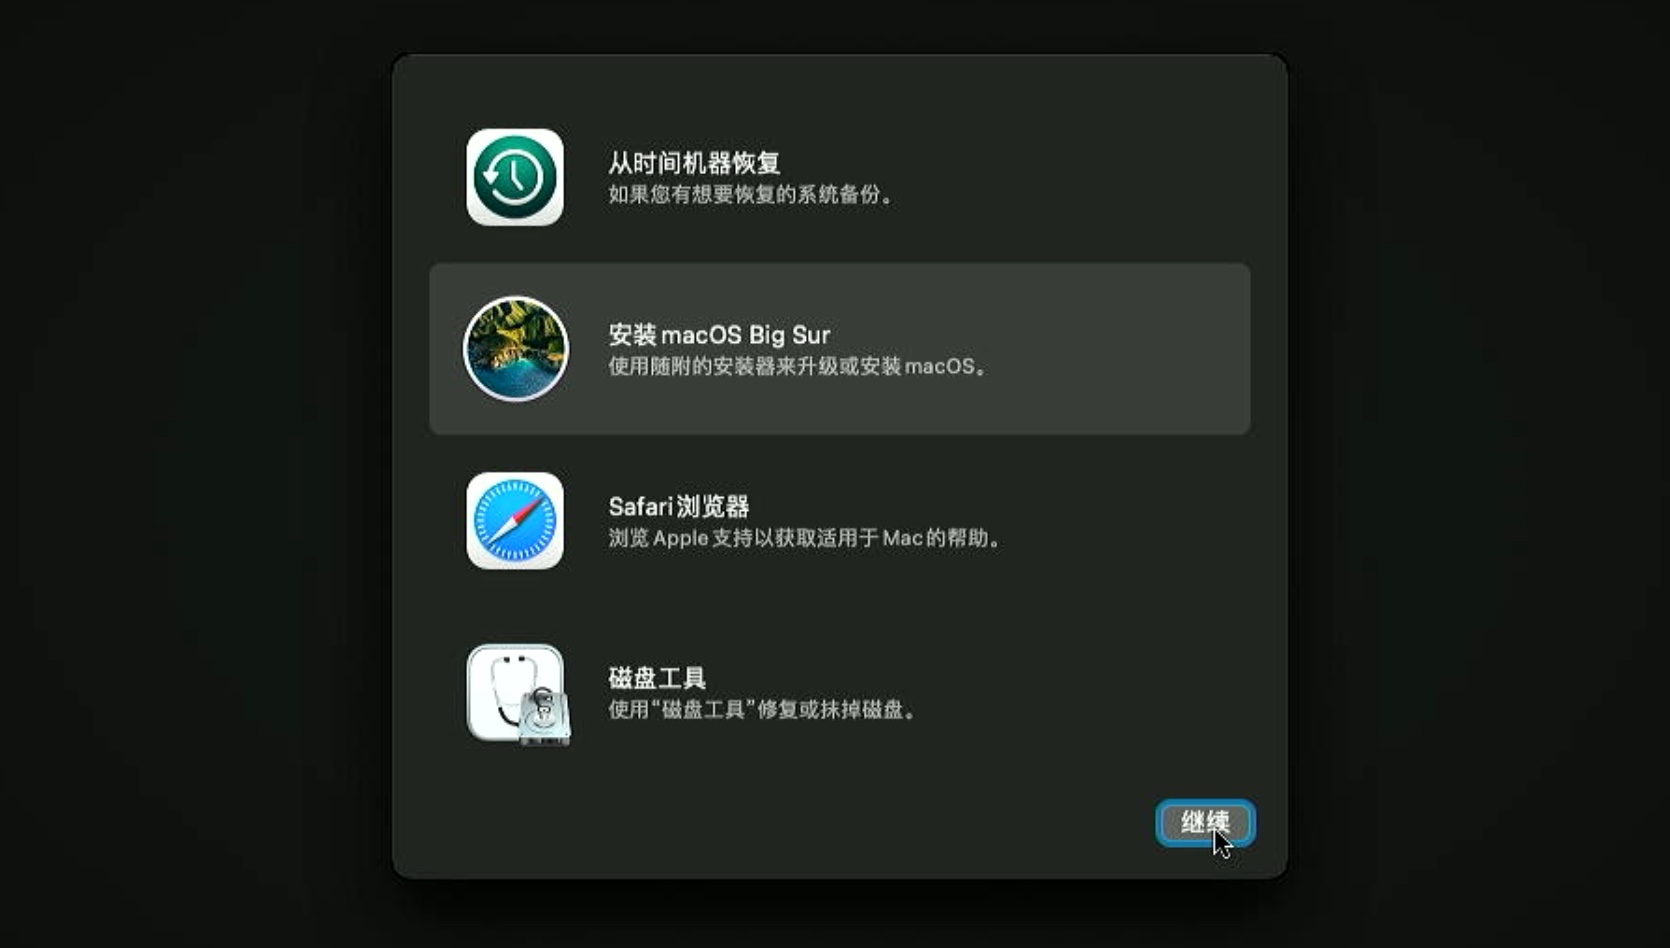 从时间机器恢复
如果您有想要恢复的系统备份。
安装 macOS Big Sur
使用随附的安装器来升级或安装 macOS。
Safari 浏览器
浏览 Apple 支持以获取适用于 Mac 的帮助。
磁盘工具
使用“磁盘工具”修复或抹掉磁盘。
继续